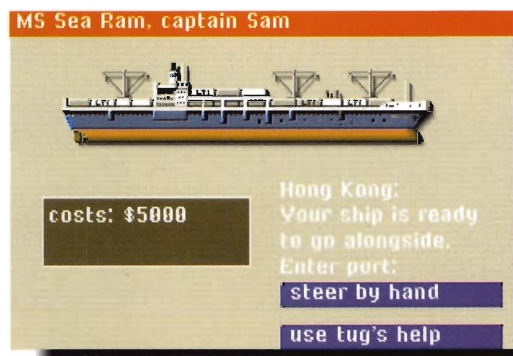 MS Sea Ram, captain Sam
costs: $5000
Hong Kong:
Your ship is ready
to go alongside.
Enter port:
steer by hand
use tug's help